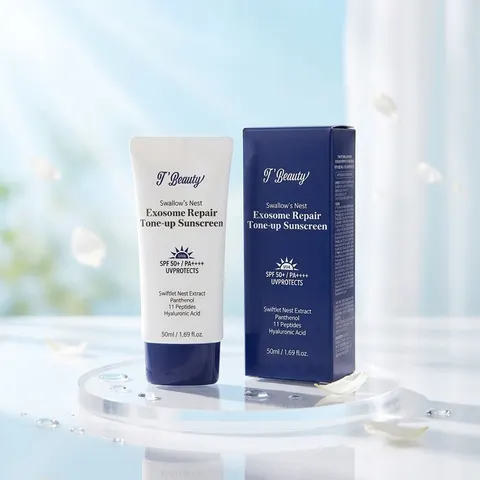 T'Beauty
Swallow's Nest
Exosome Repair
Tone-up Sunscreen
SPF 50+ / PA++++
UVPROTECTS
Swiftlet Nest Extract
Panthenol
11 Peptides
Hyaluronic Acid
50ml / 1.69 fl.oz.
T'Beauty
Swallow's Nest
Exosome Repair
Tone-up Sunscreen
SPF 50+ / PA++++
UVPROTECTS
Swiftlet Nest Extract
Panthenol
11 Peptides
Hyaluronic Acid
50ml / 1.69 fl.oz.